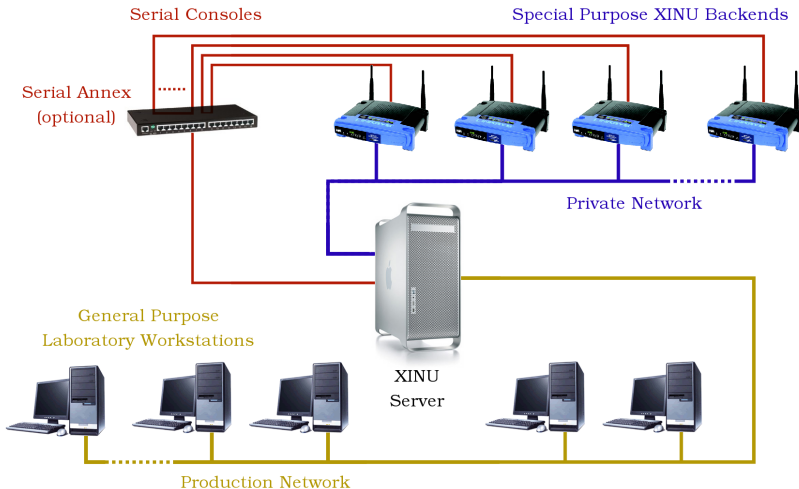 Serial Consoles
Special Purpose XINU Backends
Serial Annex
(optional)
Private Network
General Purpose
Laboratory Workstations
XINU
Server
Production Network